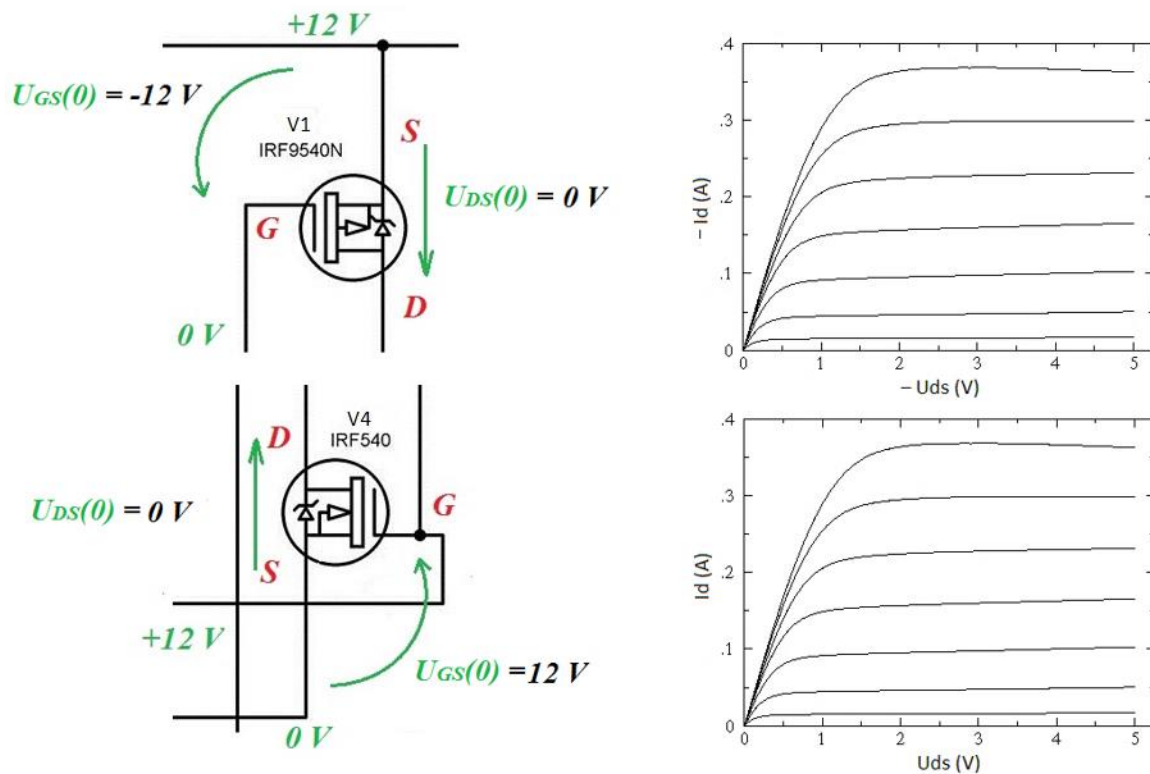 +12 V
UGS(0) = -12 V
V1
IRF9540N
S
UDS(0) = 0 V
G
D
0 V
V4
IRF540
D
UDS(0) = 0 V
G
S
+12 V
UGS(0) = 12 V
0 V
.4
.3
.2
.1
0
– Id (A)
0 1 2 3 4 5
– Uds (V)
.4
.3
.2
.1
0
Id (A)
0 1 2 3 4 5
Uds (V)